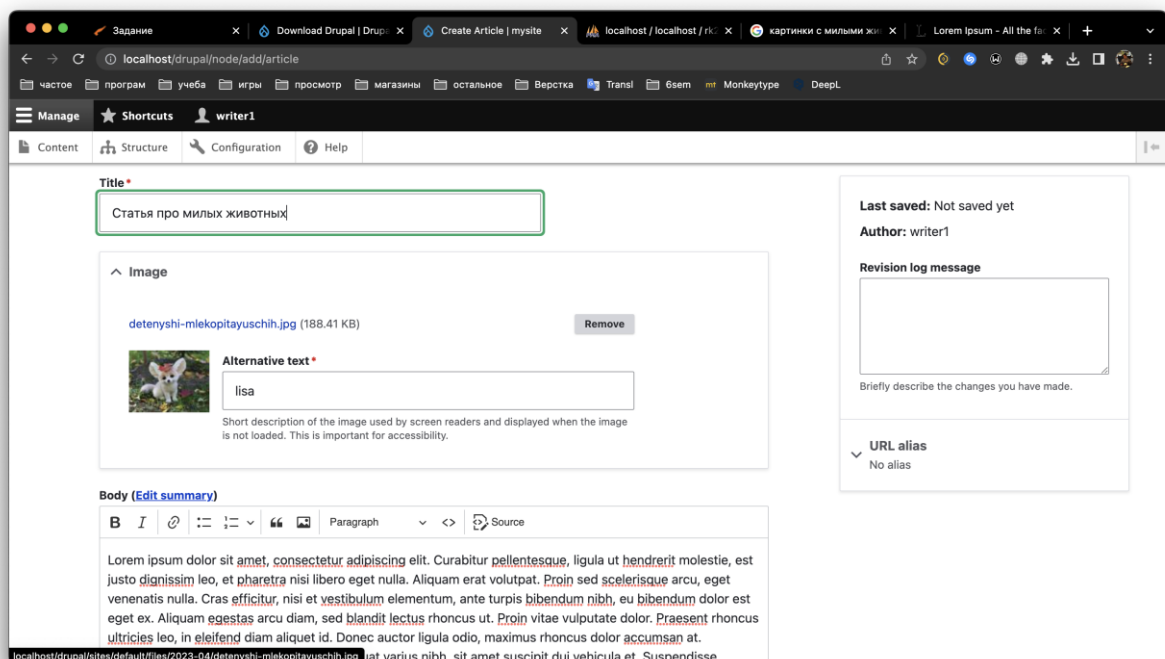 Задание
Download Drupal | Drupa
Create Article | mysite
localhost / localhost / rk2
картинки с милыми жи
Lorem Ipsum - All the fac
localhost/drupal/node/add/article
частое
програм
учеба
игры
просмотр
магазины
остальное
Верстка
Transl
6sem
mt Monkeytype
DeepL
Manage
Shortcuts
writer1
Content
Structure
Configuration
Help
Title*
Статья про милых животных
Image
detenyshi-mlekopitayuschih.jpg (188.41 KB)
Remove
Alternative text*
lisa
Short description of the image used by screen readers and displayed when the image
is not loaded. This is important for accessibility.
Last saved: Not saved yet
Author: writer1
Revision log message
Briefly describe the changes you have made.
URL alias
No alias
Body (Edit summary)
B I
Paragraph
Source
Lorem ipsum dolor sit amet, consectetur adipiscing elit. Curabitur pellentesque, ligula ut hendrerit molestie, est
justo dignissim leo, et pharetra nisi libero eget nulla. Aliquam erat volutpat. Proin sed scelerisque arcu, eget
venenatis nulla. Cras efficitur, nisi et vestibulum elementum, ante turpis bibendum nibh, eu bibendum dolor est
eget ex. Aliquam egestas arcu diam, sed blandit lectus rhoncus ut. Proin vitae vulputate dolor. Praesent rhoncus
ultricies leo, in eleifend diam aliquet id. Donec auctor ligula odio, maximus rhoncus dolor accumsan at.
uat varius nibh, sit amet suscipit dui vehicula et. Suspendisse
localhost/drupal/sites/default/files/2023-04/detenyshi-mlekopitayuschih.jpg